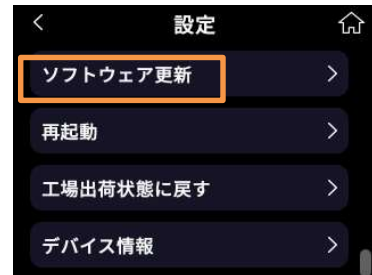 設定
ソフトウェア更新
再起動
工場出荷状態に戻す
デバイス情報